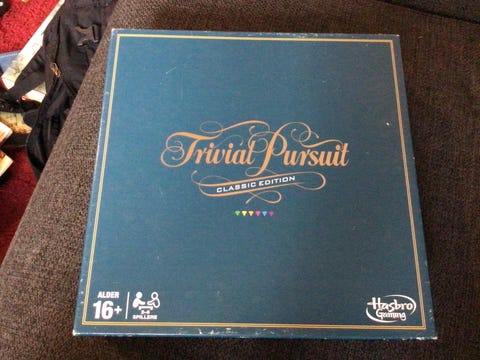 Trivial Pursuit
CLASSIC EDITION
ALDER
16+
2-6
SPILLERE
Hasbro
Gaming